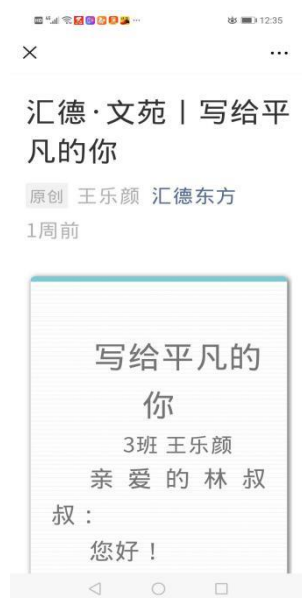 12:35
汇德·文苑丨写给平
凡的你
原创 王乐颜 汇德东方
1周前
写给平凡的
你
3班 王乐颜
亲爱的林叔
叔：
您好！